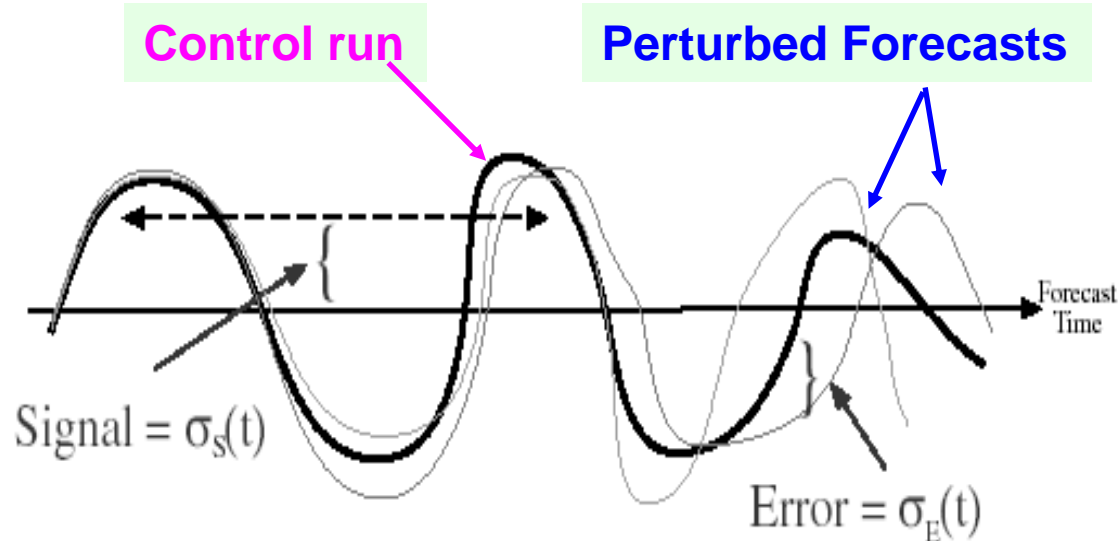 Control run
Perturbed Forecasts
Forecast
Time
Signal = σS(t)
Error = σE(t)